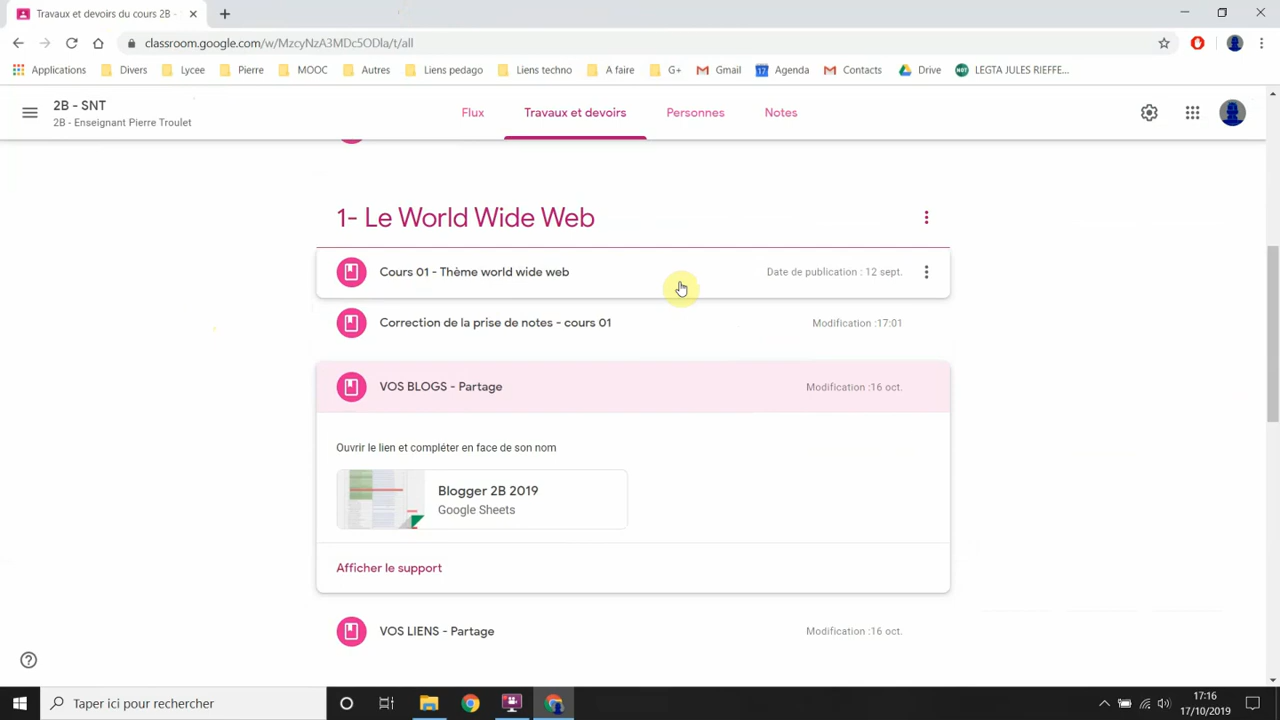 Travaux et devoirs du cours 2B -
classroom.google.com/w/MzcyNzA3MDc5ODla/t/all
Applications Divers Lycee Pierre MOOC Autres Liens pedago Liens techno A faire G+ Gmail Agenda Contacts Drive LEGTA JULES RIEFFE...
2B - SNT
2B - Enseignant Pierre Troulet
Flux Travaux et devoirs Personnes Notes
1- Le World Wide Web
Cours 01 - Thème world wide web Date de publication : 12 sept.
Correction de la prise de notes - cours 01 Modification :17:01
VOS BLOGS - Partage Modification :16 oct.
Ouvrir le lien et compléter en face de son nom
Blogger 2B 2019
Google Sheets
Afficher le support
VOS LIENS - Partage Modification :16 oct.
Taper ici pour rechercher
17:16
17/10/2019